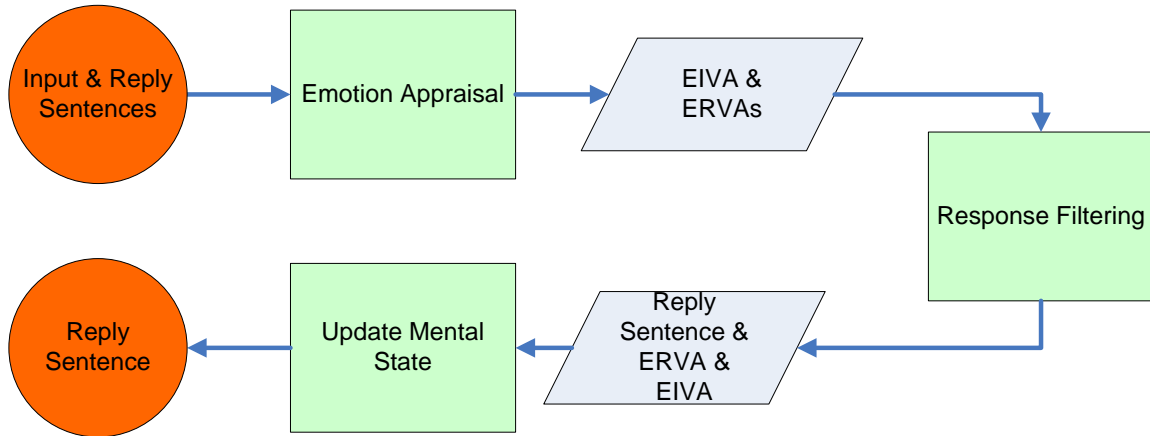 Input & Reply
Sentences
Emotion Appraisal
EIVA &
ERVAs
Response Filtering
Reply
Sentence &
ERVA &
EIVA
Update Mental
State
Reply
Sentence